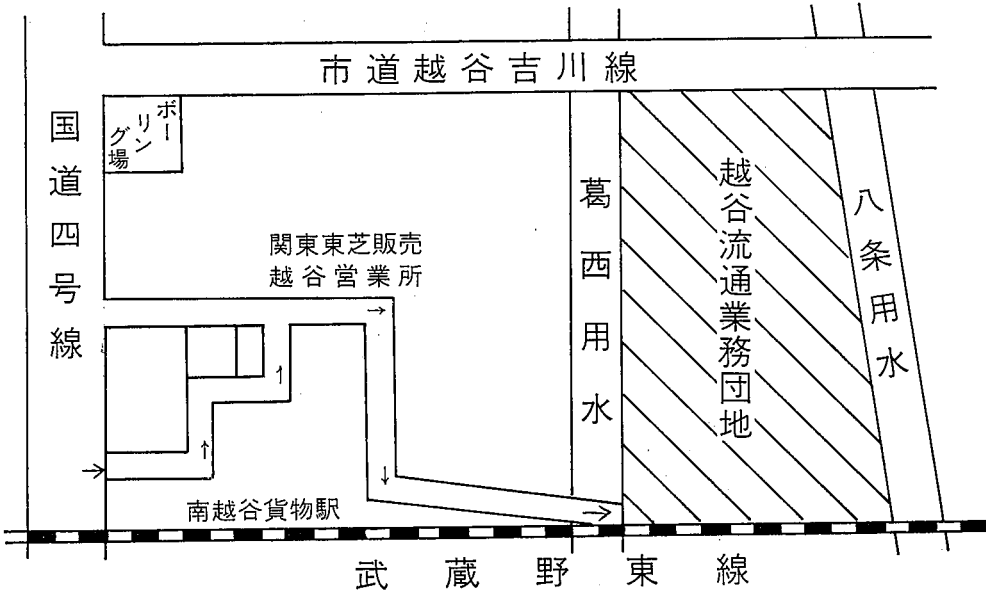 市道越谷吉川線
国道四号線
ボー
リン
グ場
関東東芝販売
越谷営業所
葛西用水
越谷流通業務団地
八条用水
南越谷貨物駅
武蔵野東線